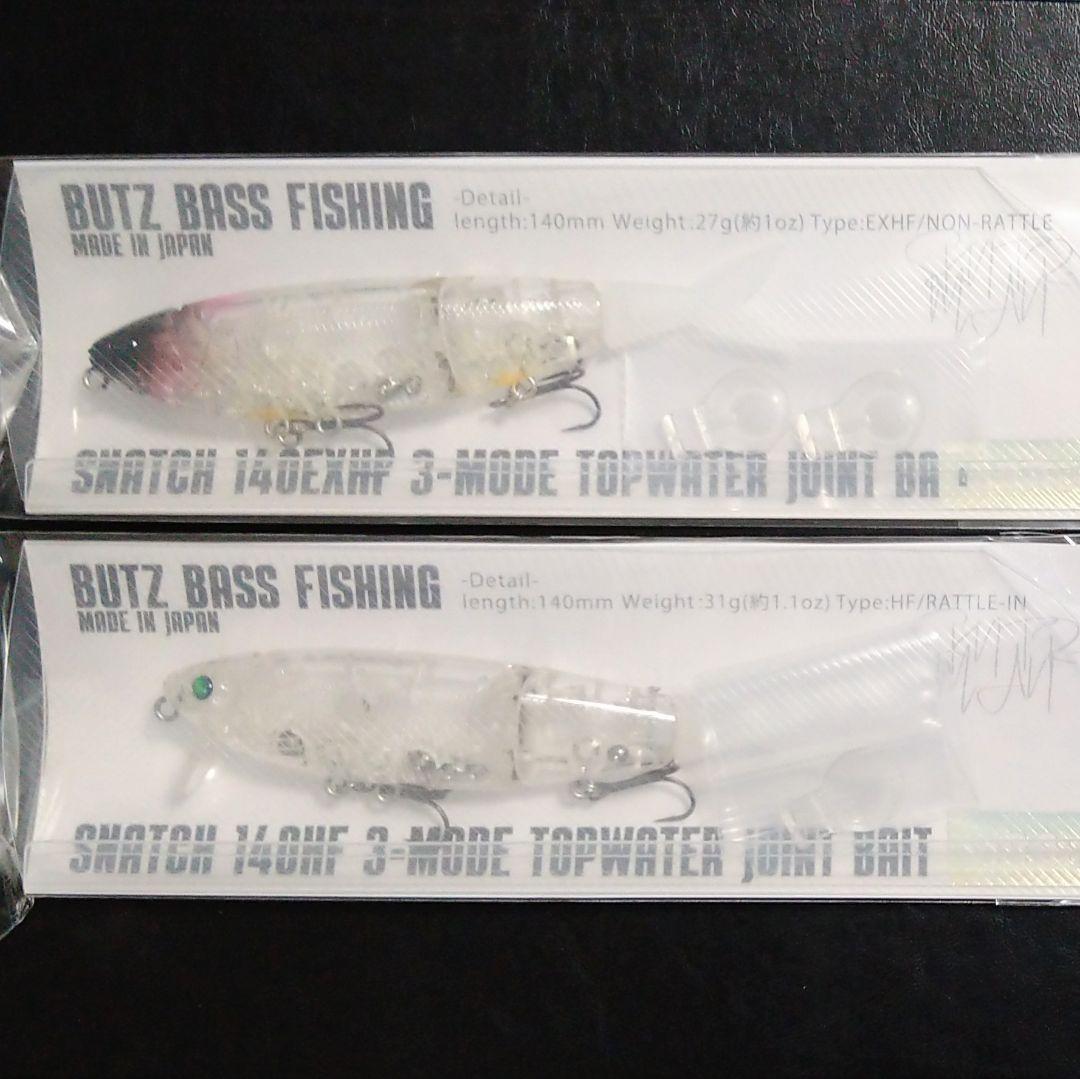 BUTZ BASS FISHING
MADE IN JAPAN
-Detail-
length:140mm Weight:27g(約1oz) Type:EXHF/NON-RATTLE
SNATCH 140EXHF 3-MODE TOPWATER JOINT BA
BUTZ BASS FISHING
MADE IN JAPAN
-Detail-
length:140mm Weight:31g(約1.1oz) Type:HF/RATTLE-IN
SNATCH 140HF 3-MODE TOPWATER JOINT BAIT